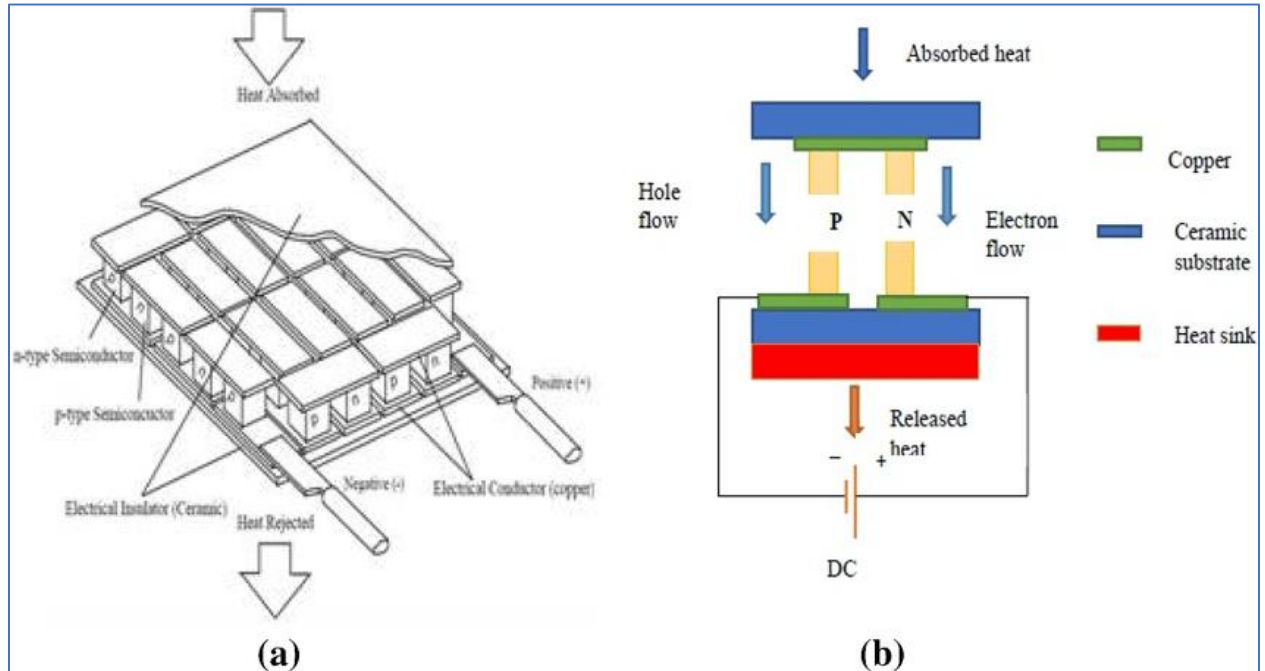 Heat Absorbed
n-type Semiconductor
p-type Semiconductor
Electrical Insulator (Ceramic)
Negative (-)
Positive (+)
Electrical Conductor (copper)
Heat Rejected
p
n
p
n
p
p
n
p
n
(a)
Absorbed heat
Hole
flow
P
N
Electron
flow
Released
heat
−
+
DC
Copper
Ceramic
substrate
Heat sink
(b)